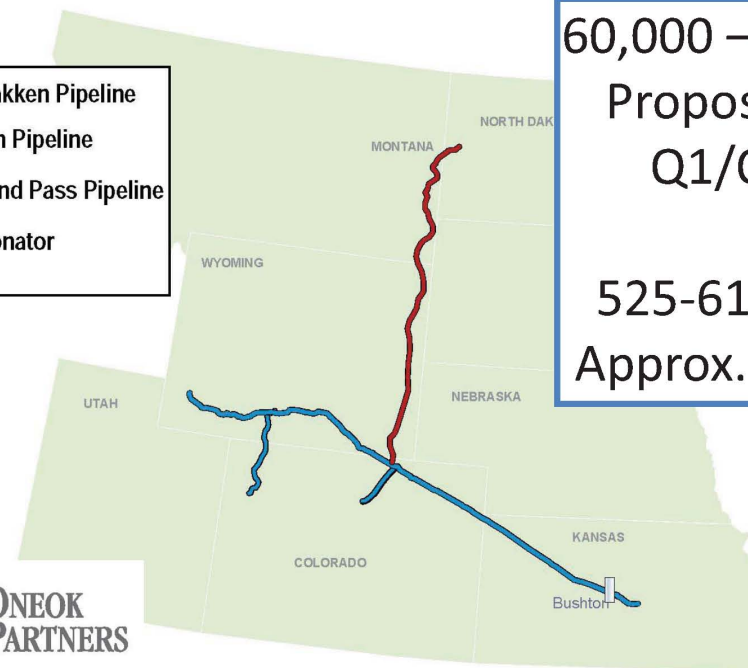 akken Pipeline
Pipeline
nd Pass Pipeline
onator
60,000 –
Propos
Q1/
525-61
Approx.
MONTANA
NORTH DAK
WYOMING
UTAH
NEBRASKA
COLORADO
KANSAS
Bushton
ONEOK
PARTNERS